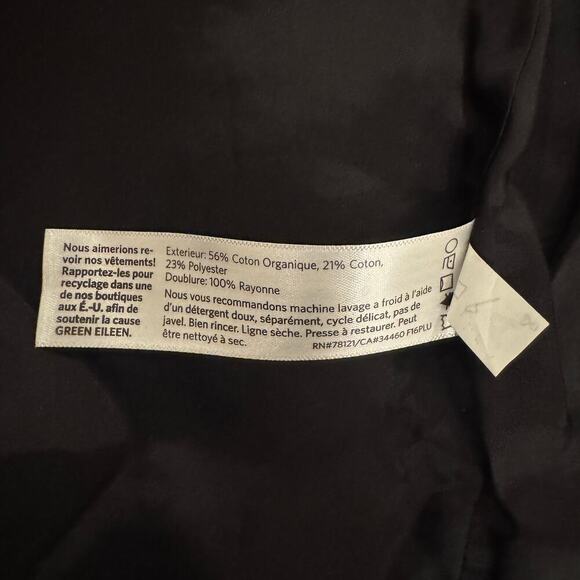 Nous aimerions re-
voir nos vêtements!
Rapportez-les pour
recyclage dans une
de nos boutiques
aux É.-U. afin de
soutenir la cause
GREEN EILEEN.
Exterieur: 56% Coton Organique, 21% Coton,
23% Polyester
Doublure: 100% Rayonne
Nous vous recommandons machine lavage a froid à l'aide
d'un détergent doux, séparément, cycle délicat, pas de
javel. Bien rincer. Ligne sèche. Presse à restaurer. Peut
être nettoyé à sec.
RN#78121/CA#34460 F16PLU